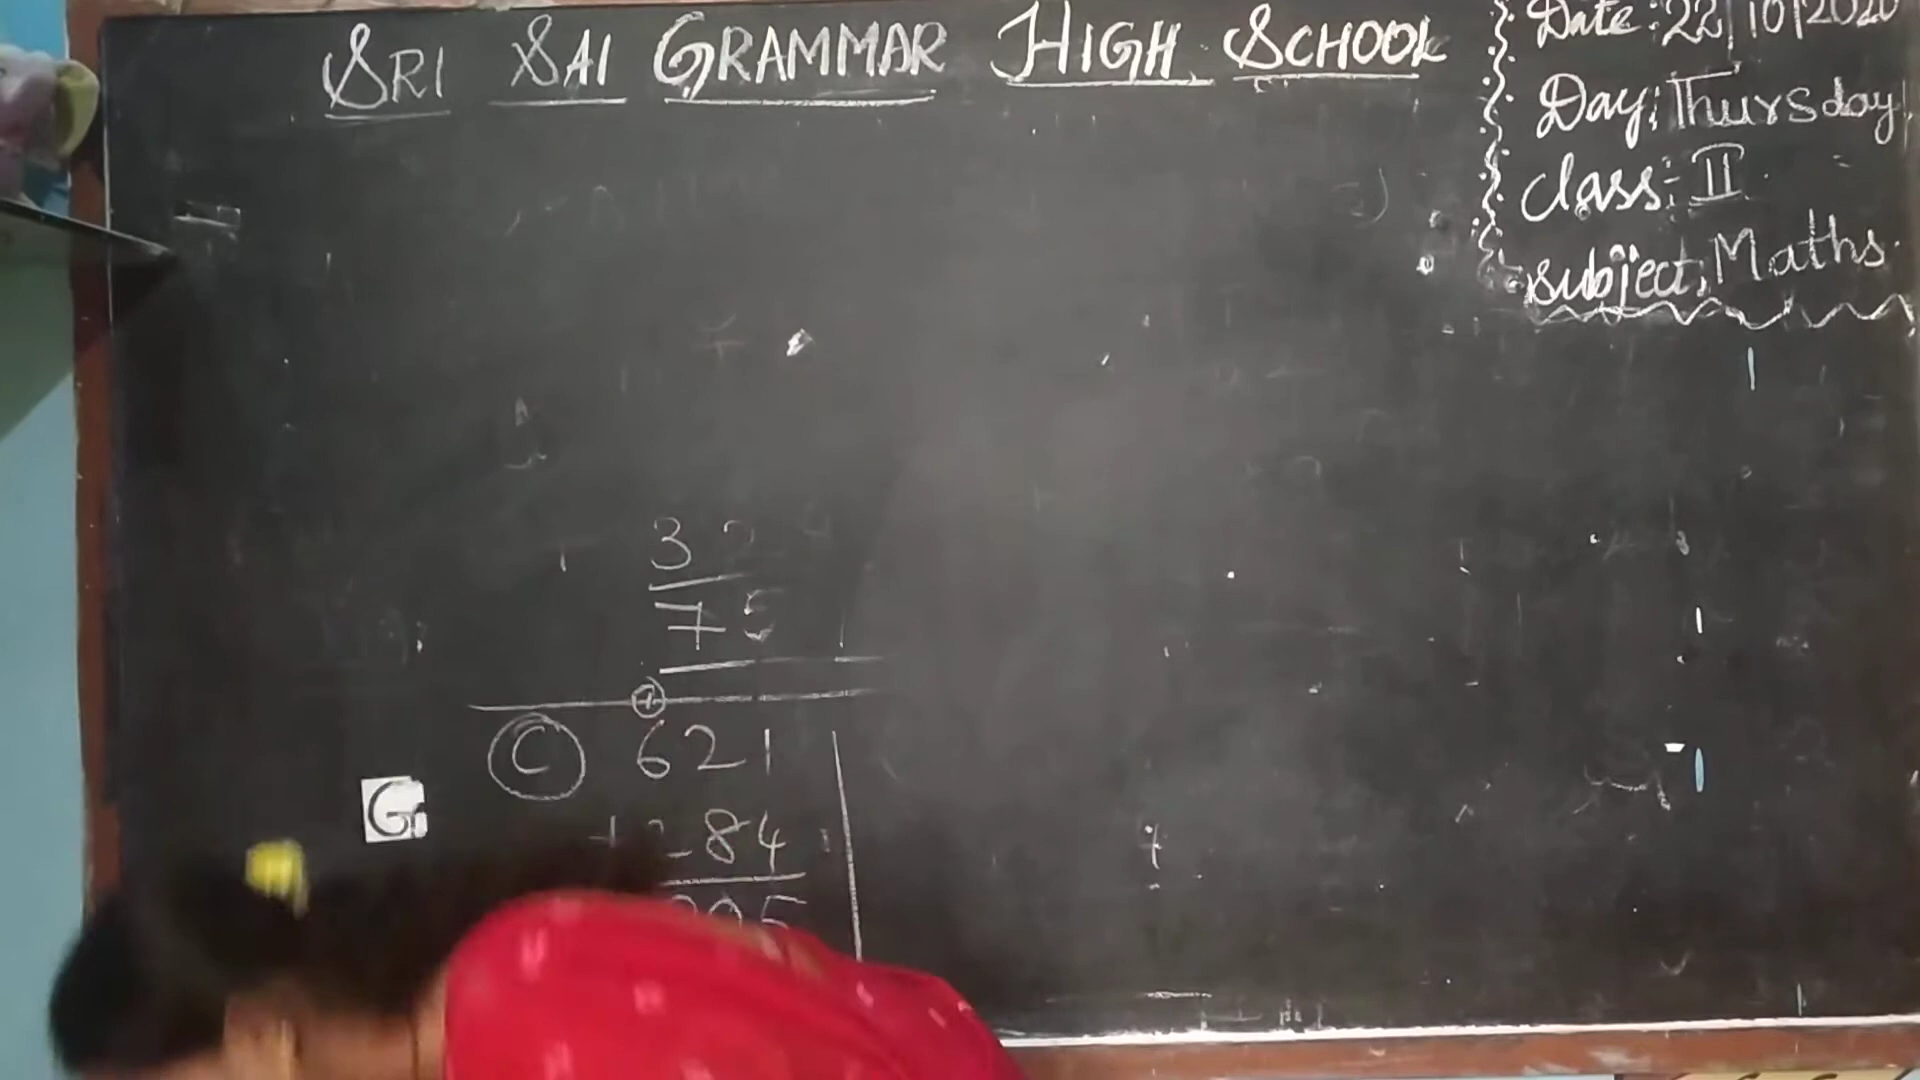 SRI SAI GRAMMAR HIGH SCHOOL
Date: 22/10/2020
Day: Thursday
Class: II
Subject: Maths.
3 2
7 5
C 621
+ 284
905